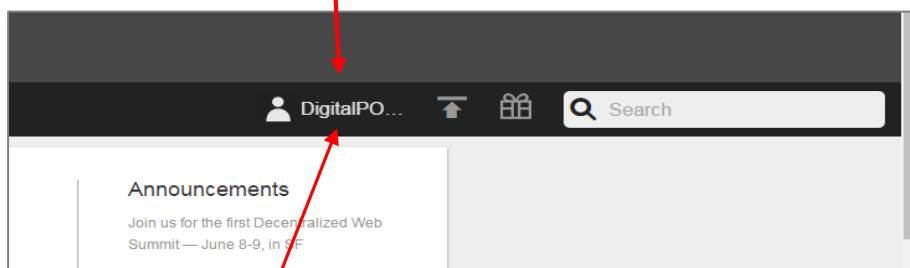 DigitalPO...
Search
Announcements
Join us for the first Decentralized Web
Summit — June 8-9, in SF